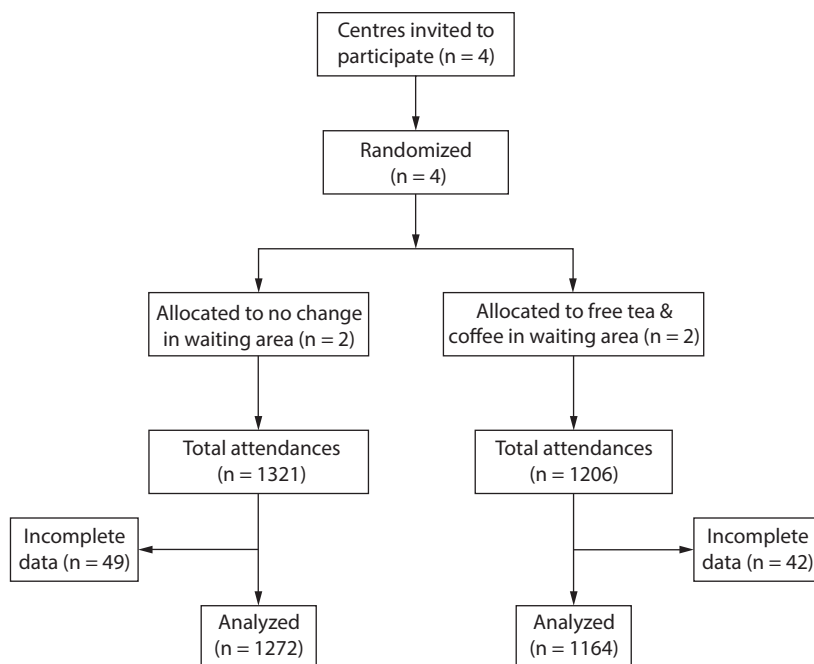 Centres invited to
participate (n = 4)
Randomized
(n = 4)
Allocated to no change
in waiting area (n = 2)
Allocated to free tea &
coffee in waiting area (n = 2)
Total attendances
(n = 1321)
Total attendances
(n = 1206)
Incomplete
data (n = 49)
Incomplete
data (n = 42)
Analyzed
(n = 1272)
Analyzed
(n = 1164)